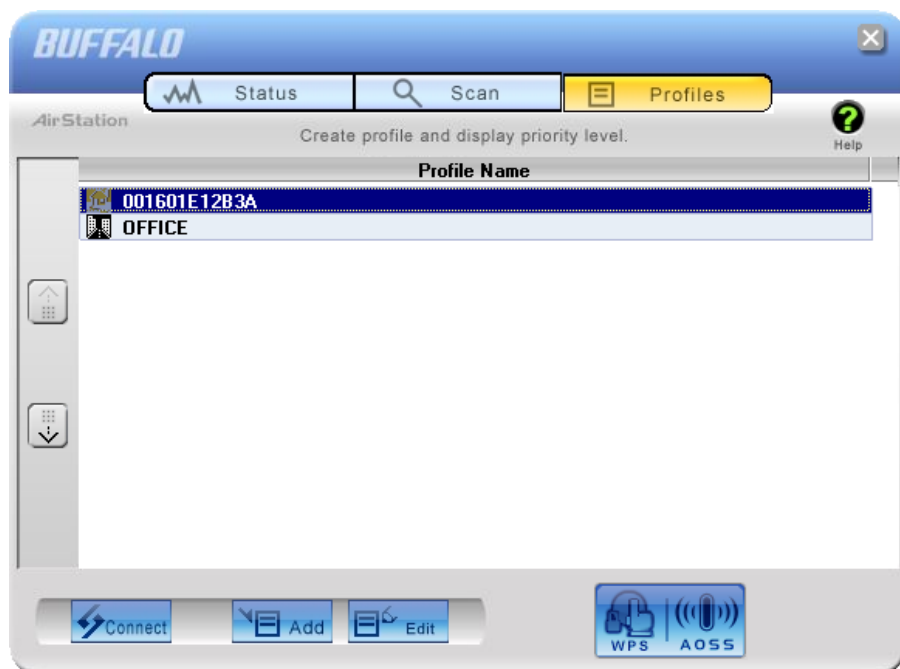 BUFFALO
Status
Scan
Profiles
AirStation
Create profile and display priority level.
Help
Profile Name
001601E12B3A
OFFICE
Connect
Add
Edit
WPS
AOSS